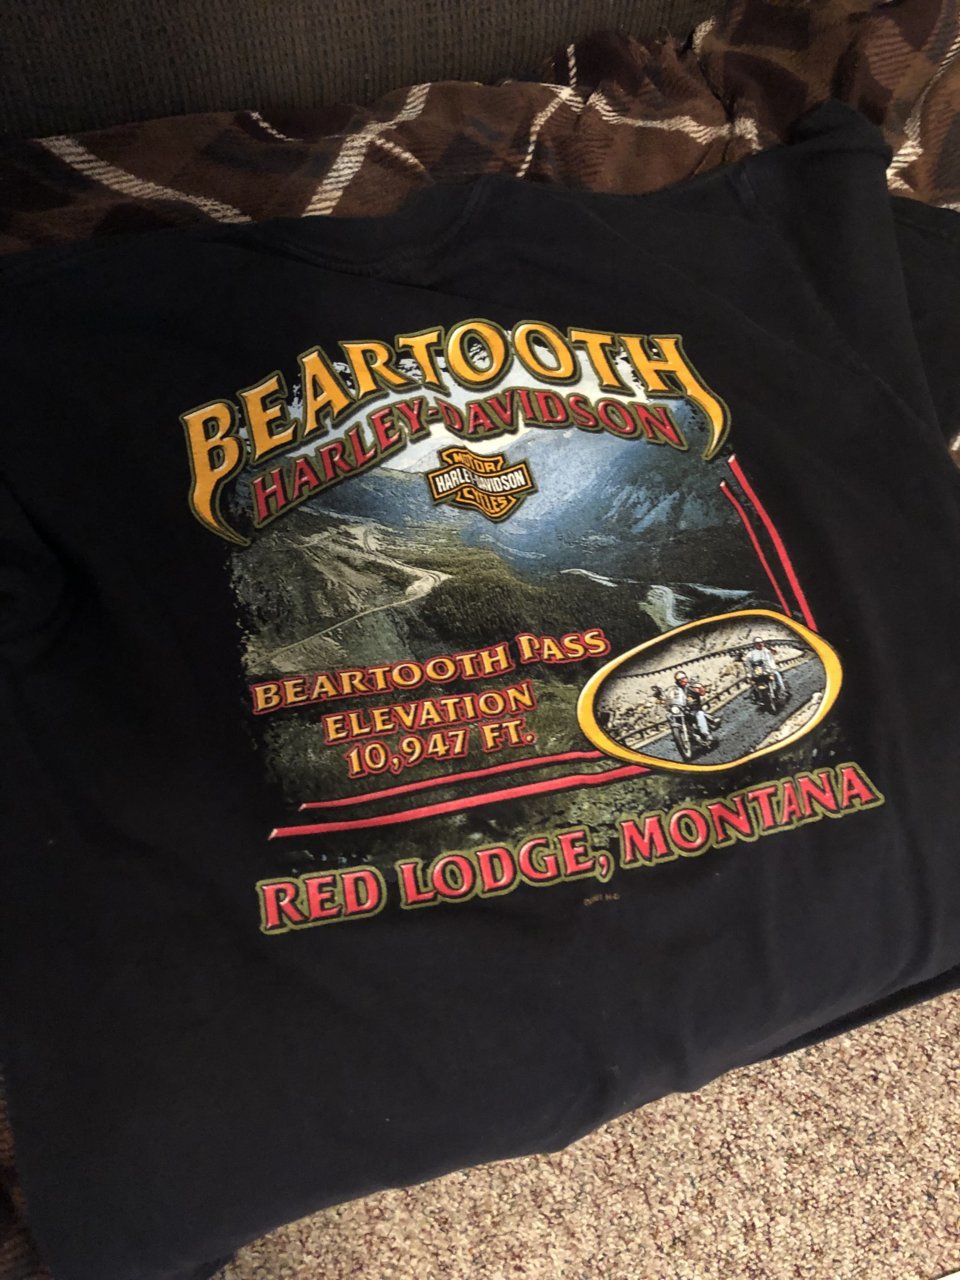 BEARTOOTH
HARLEY-DAVIDSON
MOTOR
HARLEY-DAVIDSON
CYCLES
BEARTOOTH PASS
ELEVATION
10,947 FT.
RED LODGE, MONTANA